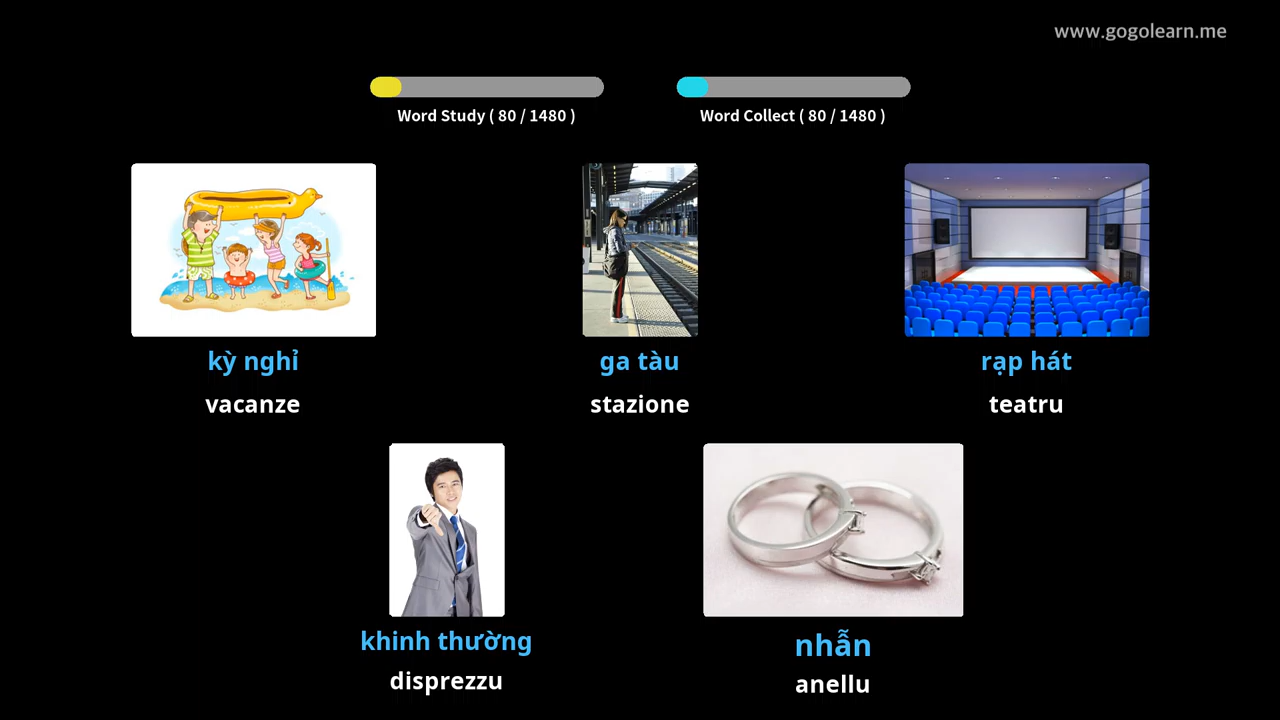 www.gogolearn.me
Word Study ( 80 / 1480 )
Word Collect ( 80 / 1480 )
kỳ nghỉ
vacanze
ga tàu
stazione
rạp hát
teatru
khinh thường
disprezzu
nhẫn
anellu